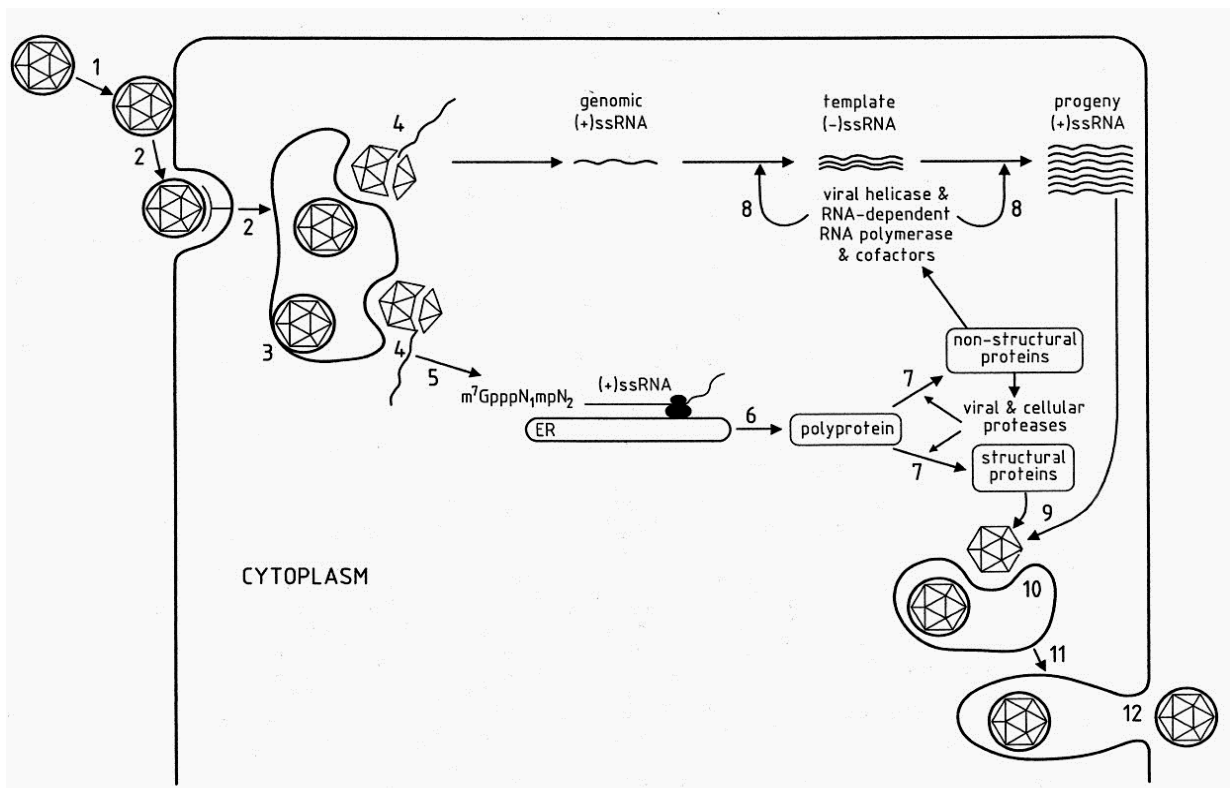 1
2
2
3
4
4
5
genomic
(+)ssRNA
template
(-)ssRNA
progeny
(+)ssRNA
8
8
viral helicase &
RNA-dependent
RNA polymerase
& cofactors
m⁷GpppN₁mpN₂
(+)ssRNA
ER
6
polyprotein
7
7
non-structural
proteins
viral & cellular
proteases
structural
proteins
9
CYTOPLASM
10
11
12